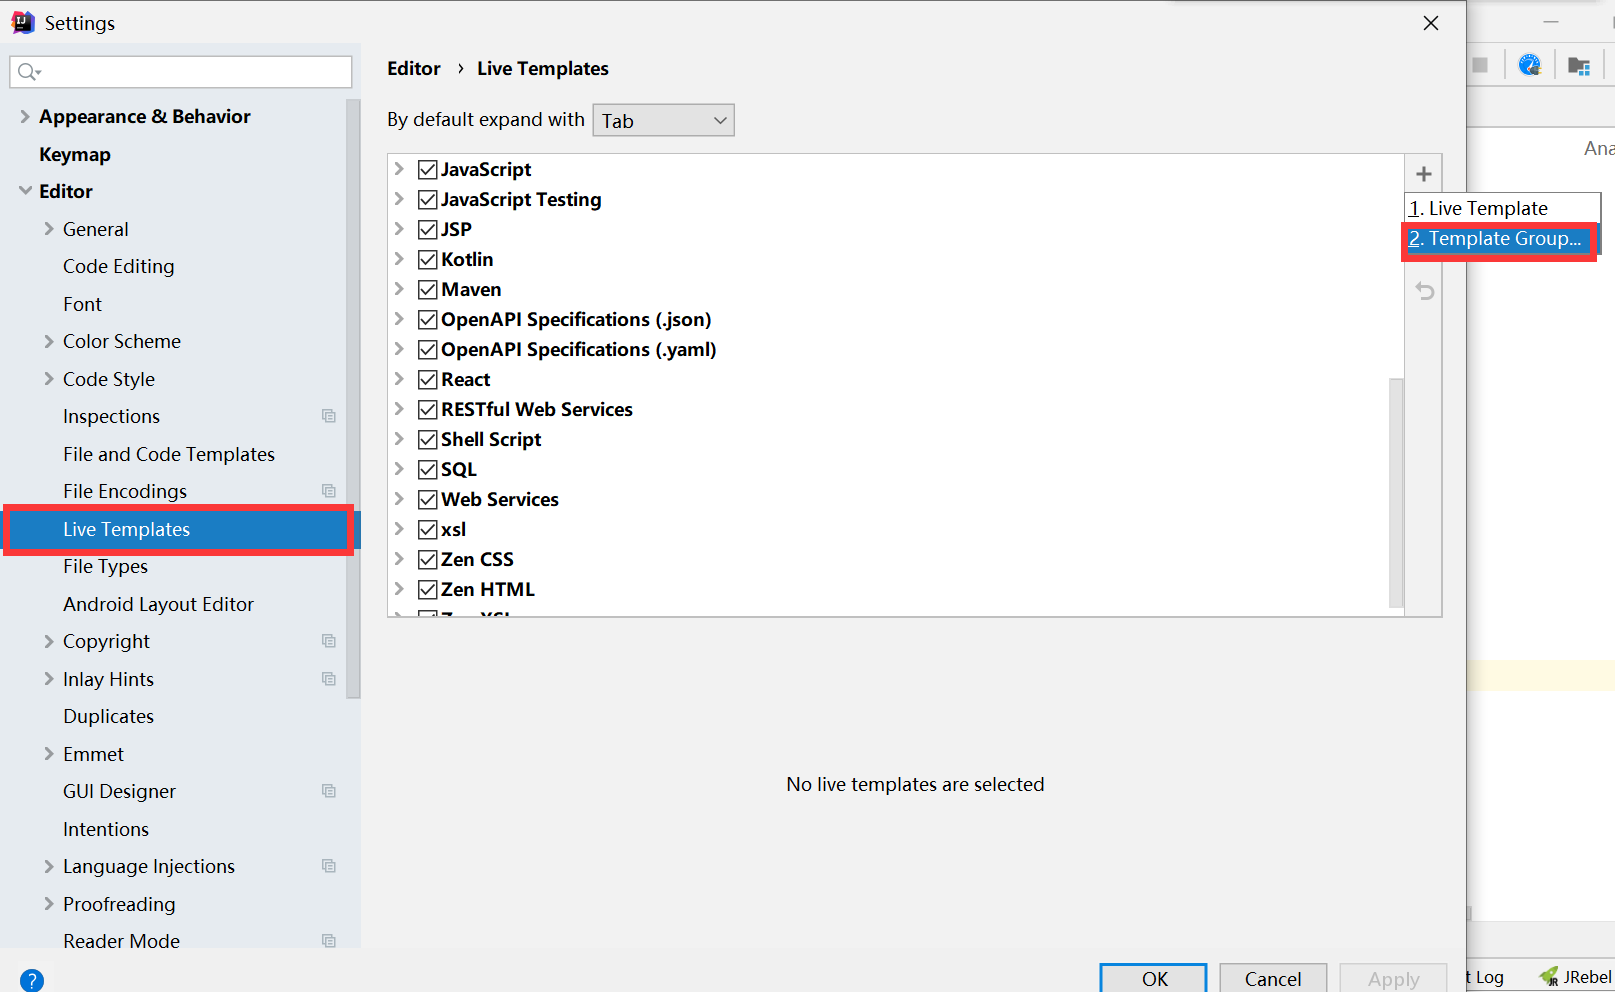 Settings
Appearance & Behavior
Keymap
Editor
General
Code Editing
Font
Color Scheme
Code Style
Inspections
File and Code Templates
File Encodings
Live Templates
File Types
Android Layout Editor
Copyright
Inlay Hints
Duplicates
Emmet
GUI Designer
Intentions
Language Injections
Proofreading
Reader Mode
?
Editor › Live Templates
By default expand with Tab
JavaScript
JavaScript Testing
JSP
Kotlin
Maven
OpenAPI Specifications (.json)
OpenAPI Specifications (.yaml)
React
RESTful Web Services
Shell Script
SQL
Web Services
xsl
Zen CSS
Zen HTML
1. Live Template
2. Template Group...
No live templates are selected
OK
Cancel
Apply
Ana
t Log
JRebel